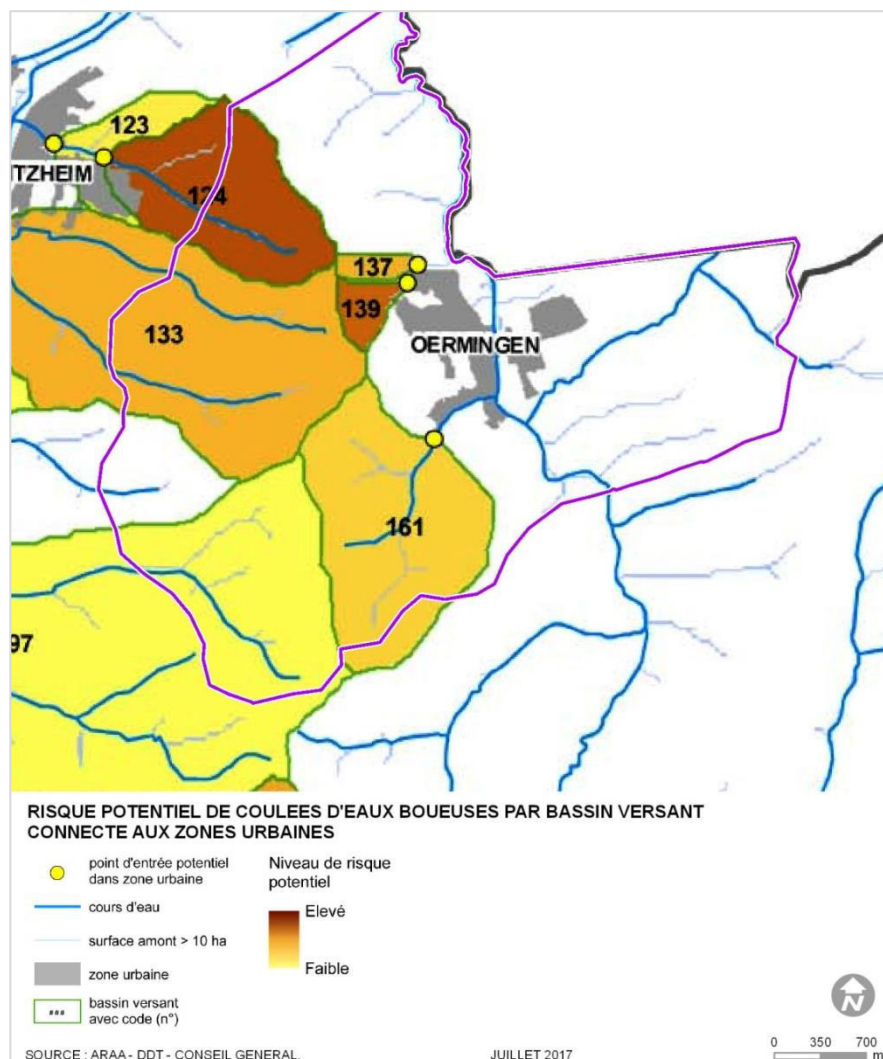 123
ITZHEIM
134
137
139
133
OERMINGEN
161
97
RISQUE POTENTIEL DE COULEES D'EAUX BOUEUSES PAR BASSIN VERSANT
CONNECTE AUX ZONES URBAINES
point d'entrée potentiel
dans zone urbaine
cours d'eau
surface amont > 10 ha
zone urbaine
###
bassin versant
avec code (n°)
Niveau de risque
potentiel
Elevé
Faible
N
SOURCE : ARAA - DDT - CONSEIL GENERAL.
JUILLET 2017
0 350 700